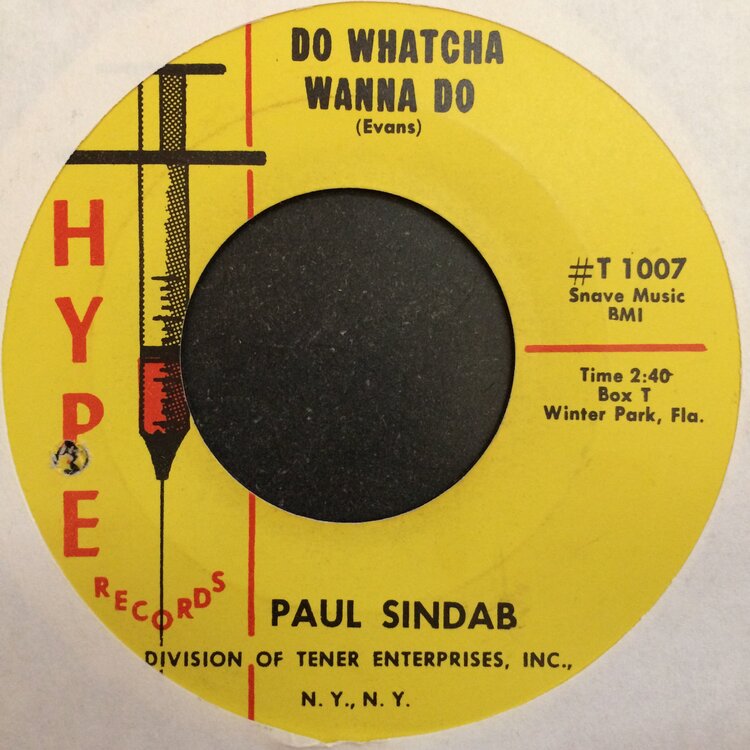 DO WHATCHA
WANNA DO
(Evans)
#T 1007
Snave Music
BMI
Time 2:40
Box T
Winter Park, Fla.
HYPE
RECORDS
PAUL SINDAB
DIVISION OF TENER ENTERPRISES, INC.,
N. Y., N. Y.